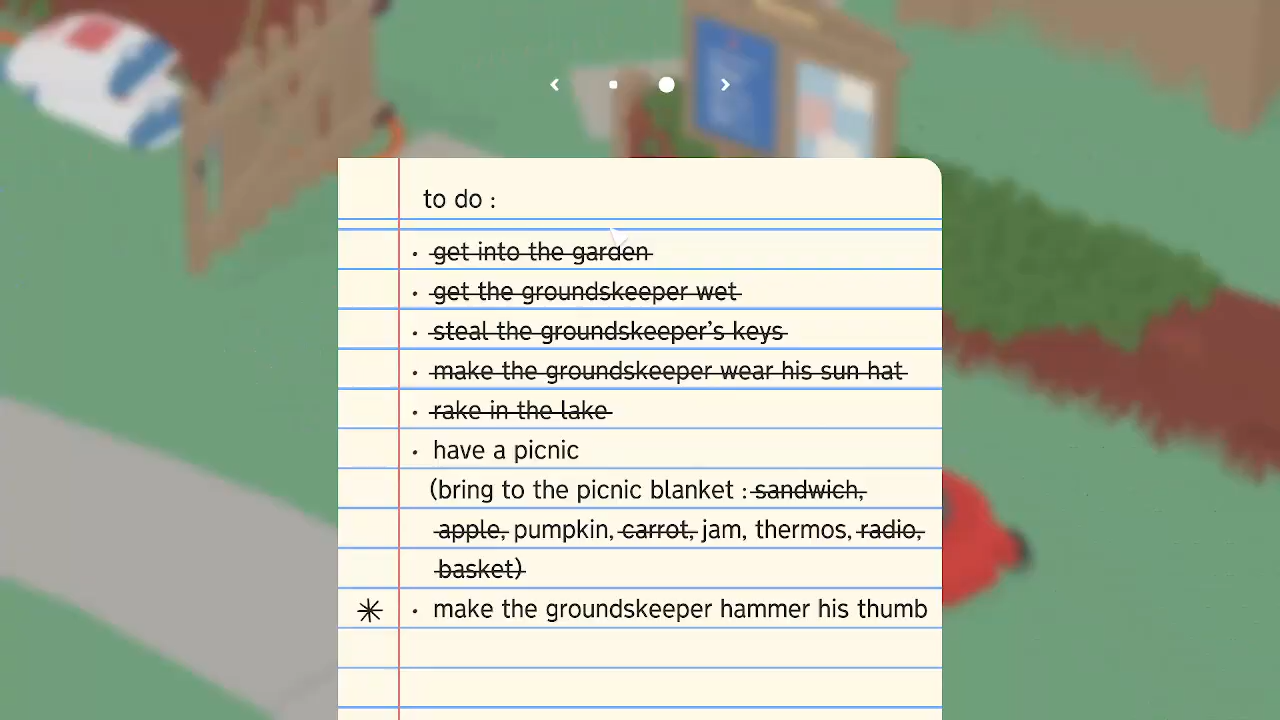 to do :
• get into the garden
• get the groundskeeper wet
• steal the groundskeeper’s keys
• make the groundskeeper wear his sun hat
• rake in the lake
• have a picnic
(bring to the picnic blanket : sandwich,
apple, pumpkin, carrot, jam, thermos, radio,
basket)
• make the groundskeeper hammer his thumb